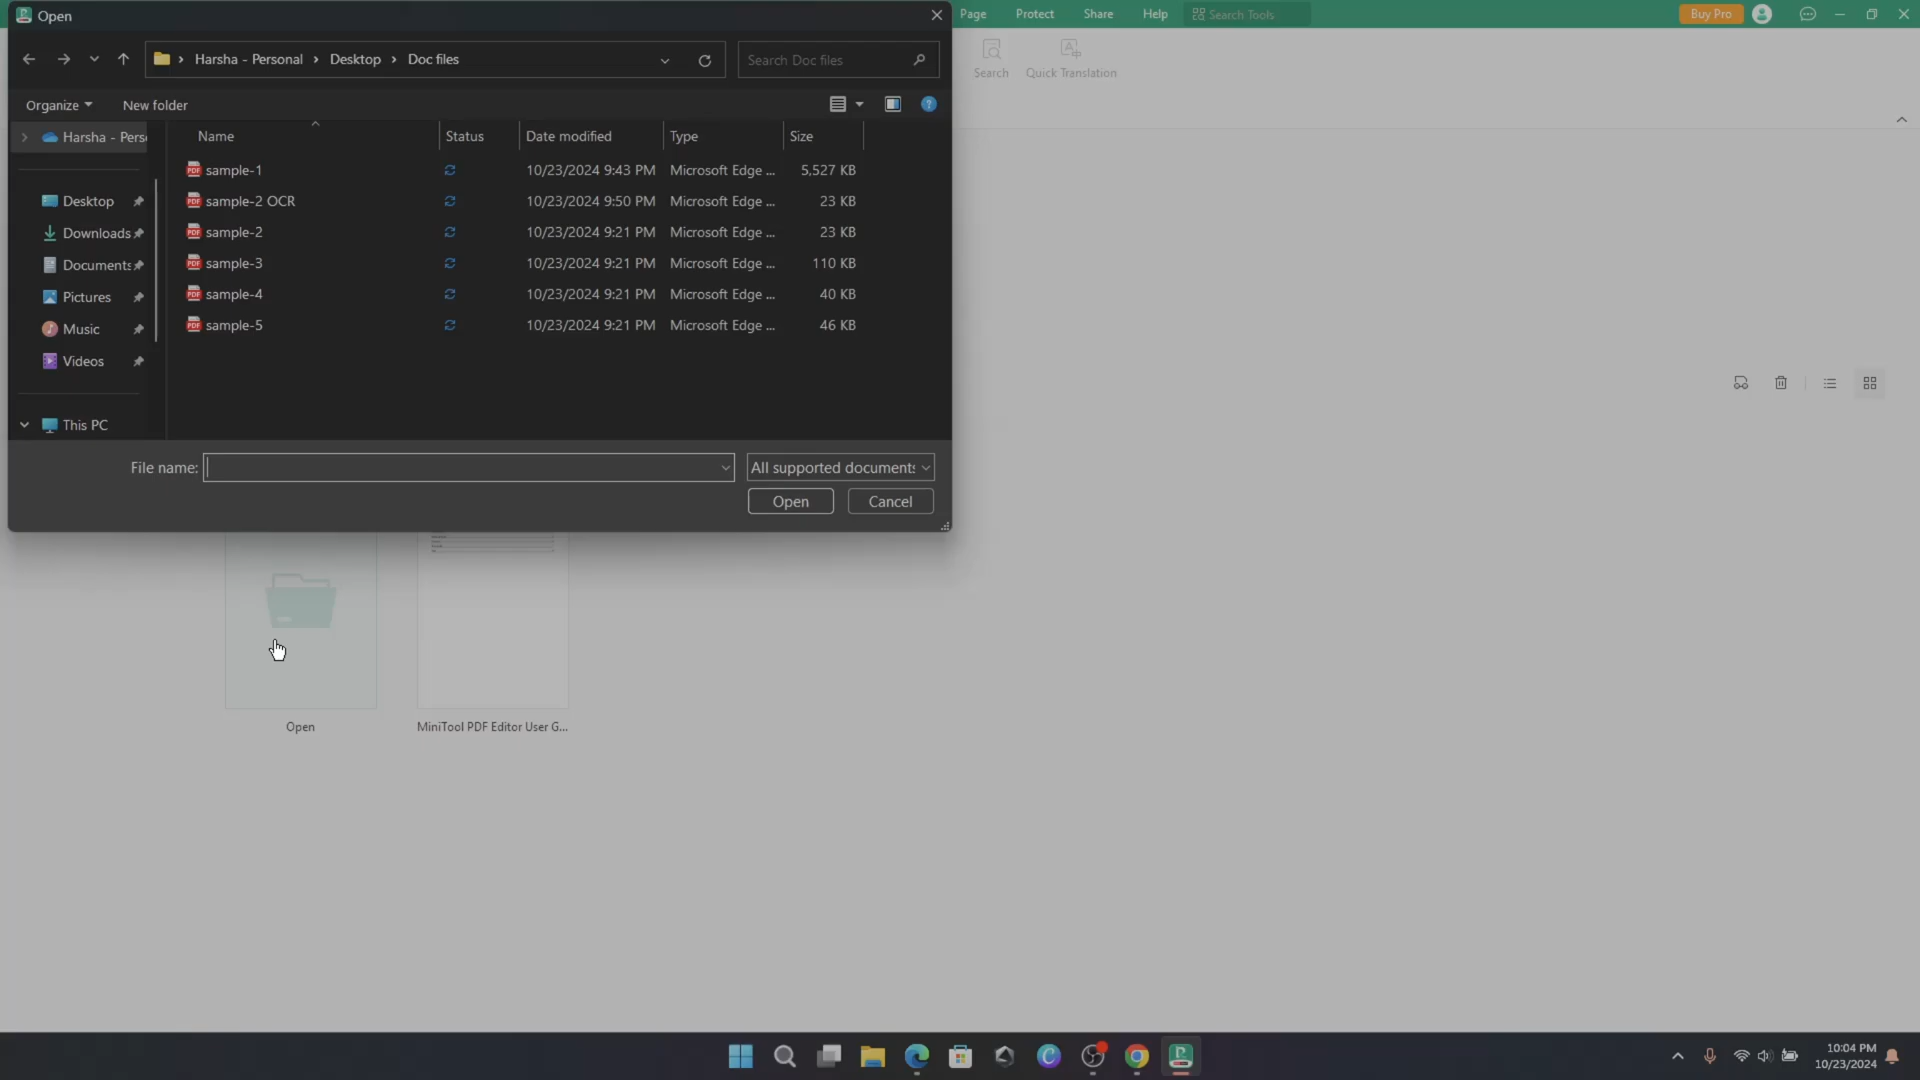 Open
Page Protect Share Help Search Tools Buy Pro
Harsha - Personal Desktop Doc files
Search Doc files
Search Quick Translation
Organize New folder
Harsha - Perso
Name Status Date modified Type Size
sample-1 10/23/2024 9:43 PM Microsoft Edge ... 5,527 KB
sample-2 OCR 10/23/2024 9:50 PM Microsoft Edge ... 23 KB
sample-2 10/23/2024 9:21 PM Microsoft Edge ... 23 KB
sample-3 10/23/2024 9:21 PM Microsoft Edge ... 110 KB
sample-4 10/23/2024 9:21 PM Microsoft Edge ... 40 KB
sample-5 10/23/2024 9:21 PM Microsoft Edge ... 46 KB
Desktop
Downloads
Documents
Pictures
Music
Videos
This PC
File name: All supported documents
Open Cancel
Open
MiniTool PDF Editor User G...
10:04 PM
10/23/2024